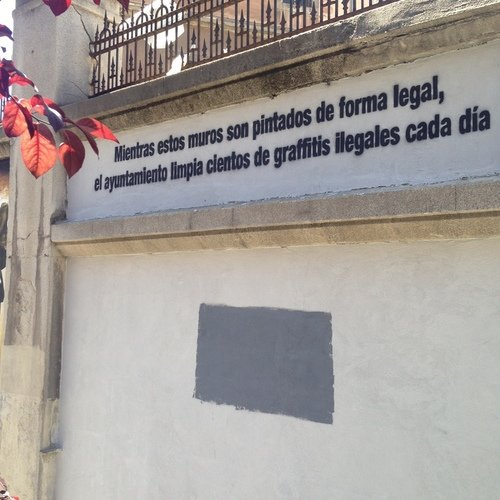 Mientras estos muros son pintados de forma legal,
el ayuntamiento limpia cientos de graffitis ilegales cada día